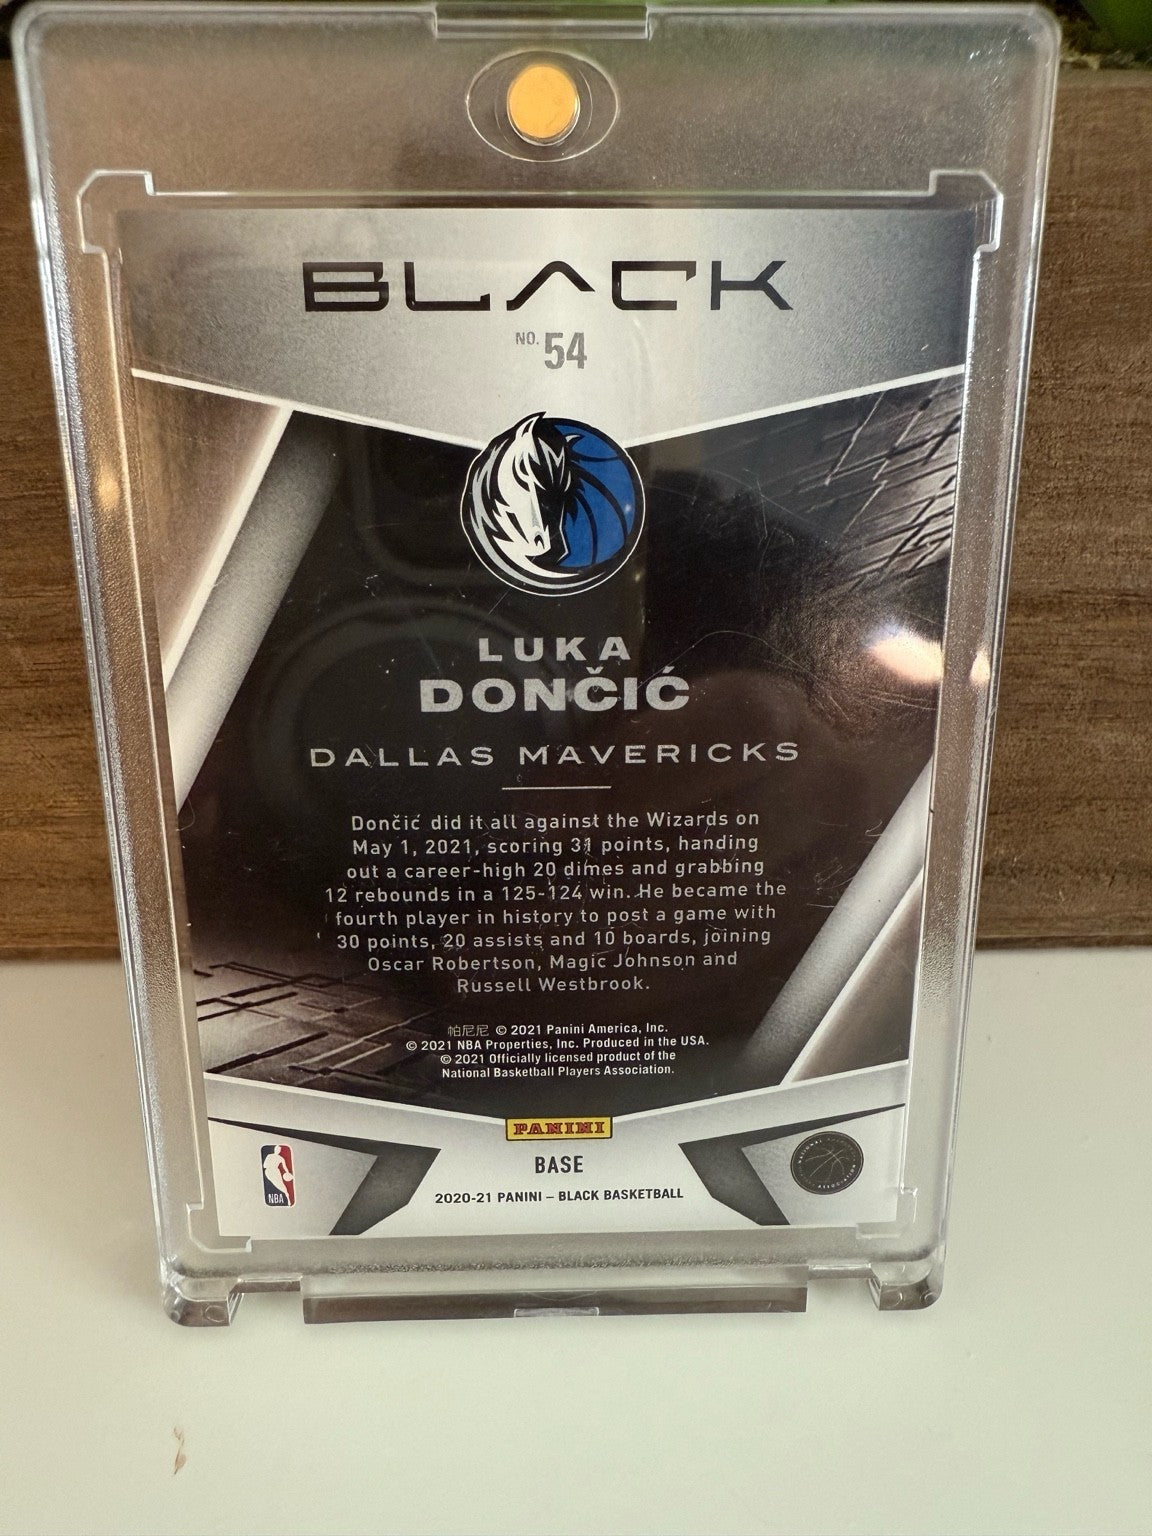 BLACK
NO. 54
LUKA
DONČIĆ
DALLAS MAVERICKS
Dončić did it all against the Wizards on
May 1, 2021, scoring 31 points, handing
out a career-high 20 dimes and grabbing
12 rebounds in a 125-124 win. He became the
fourth player in history to post a game with
30 points, 20 assists and 10 boards, joining
Oscar Robertson, Magic Johnson and
Russell Westbrook.
帕尼尼 © 2021 Panini America, Inc.
© 2021 NBA Properties, Inc. Produced in the USA.
© 2021 Officially licensed product of the
National Basketball Players Association.
PANINI
BASE
2020-21 PANINI – BLACK BASKETBALL
NBA